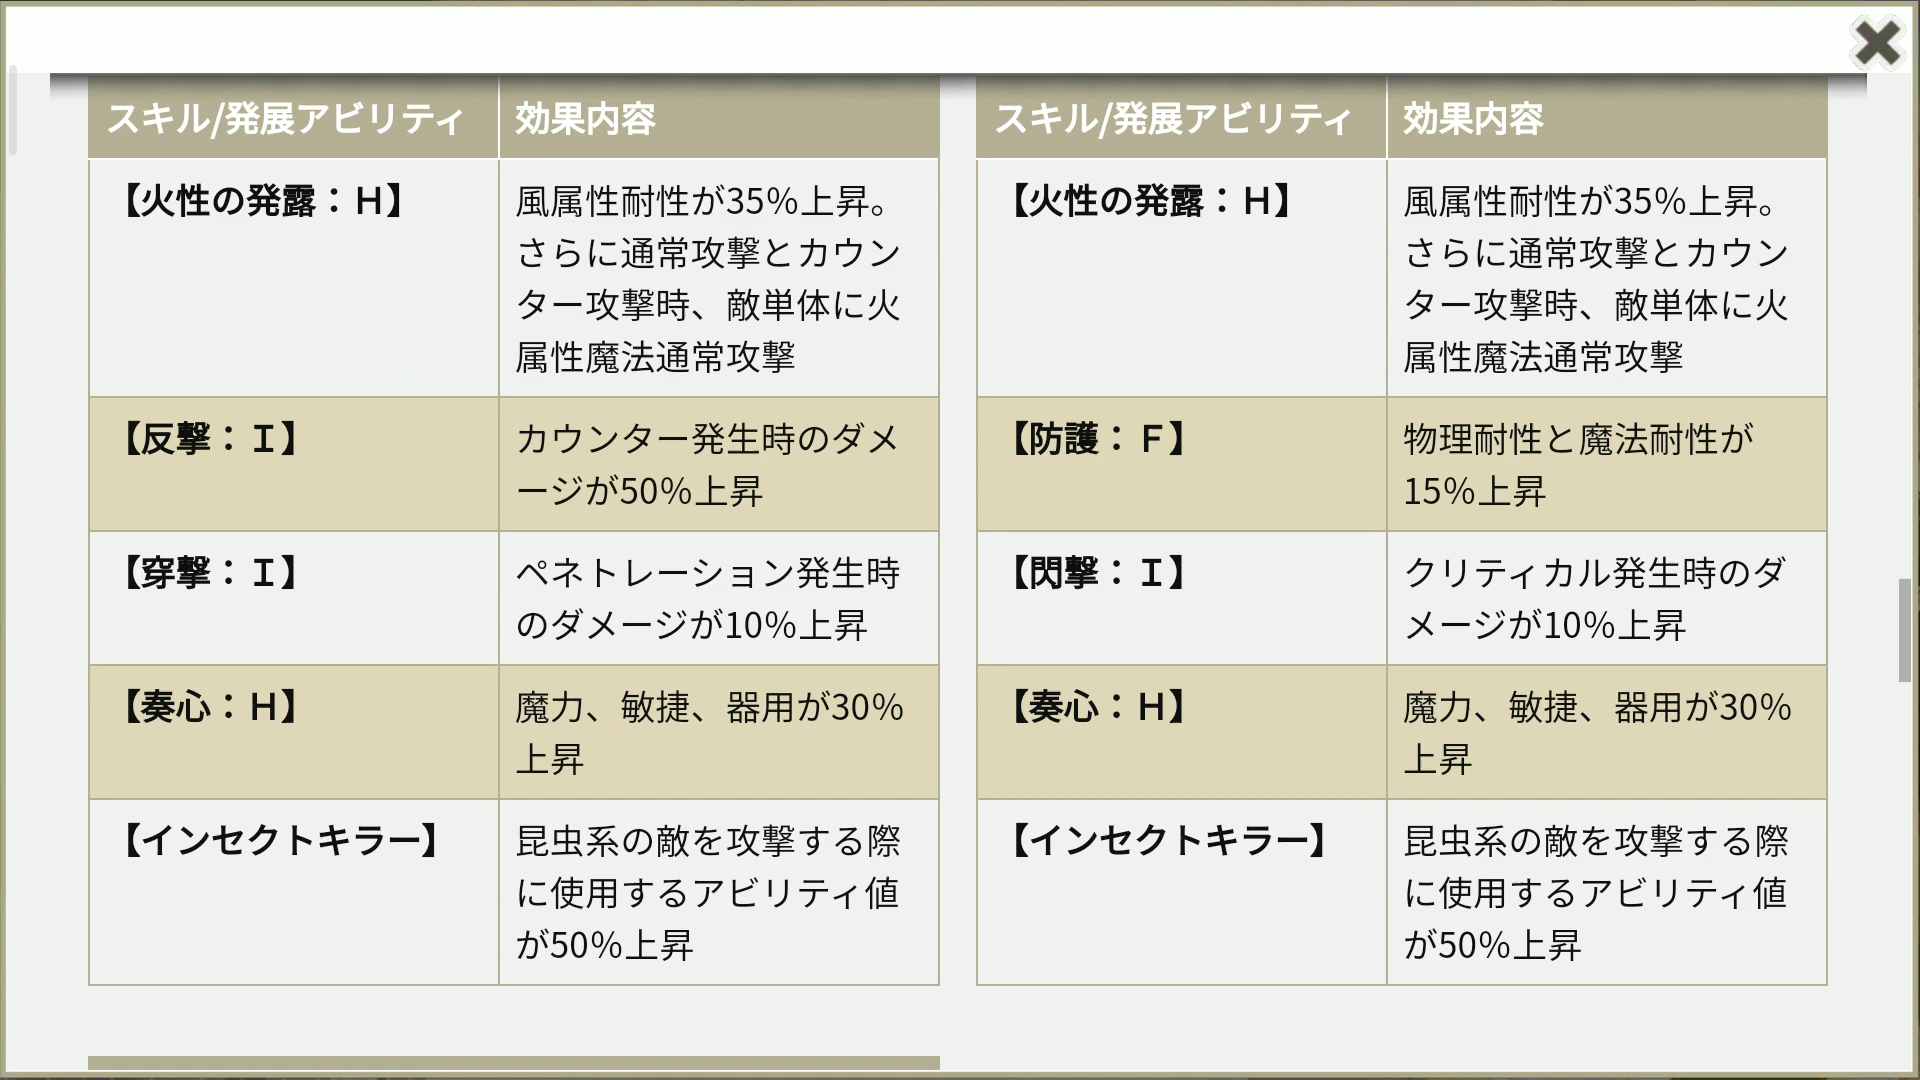 スキル/発展アビリティ 効果内容
【火性の発露：Ｈ】 風属性耐性が35%上昇。
さらに通常攻撃とカウン
ター攻撃時、敵単体に火
属性魔法通常攻撃
【反撃：Ｉ】 カウンター発生時のダメ
ージが50%上昇
【穿撃：Ｉ】 ペネトレーション発生時
のダメージが10%上昇
【奏心：Ｈ】 魔力、敏捷、器用が30%
上昇
【インセクトキラー】 昆虫系の敵を攻撃する際
に使用するアビリティ値
が50%上昇
スキル/発展アビリティ 効果内容
【火性の発露：Ｈ】 風属性耐性が35%上昇。
さらに通常攻撃とカウン
ター攻撃時、敵単体に火
属性魔法通常攻撃
【防護：Ｆ】 物理耐性と魔法耐性が
15%上昇
【閃撃：Ｉ】 クリティカル発生時のダ
メージが10%上昇
【奏心：Ｈ】 魔力、敏捷、器用が30%
上昇
【インセクトキラー】 昆虫系の敵を攻撃する際
に使用するアビリティ値
が50%上昇